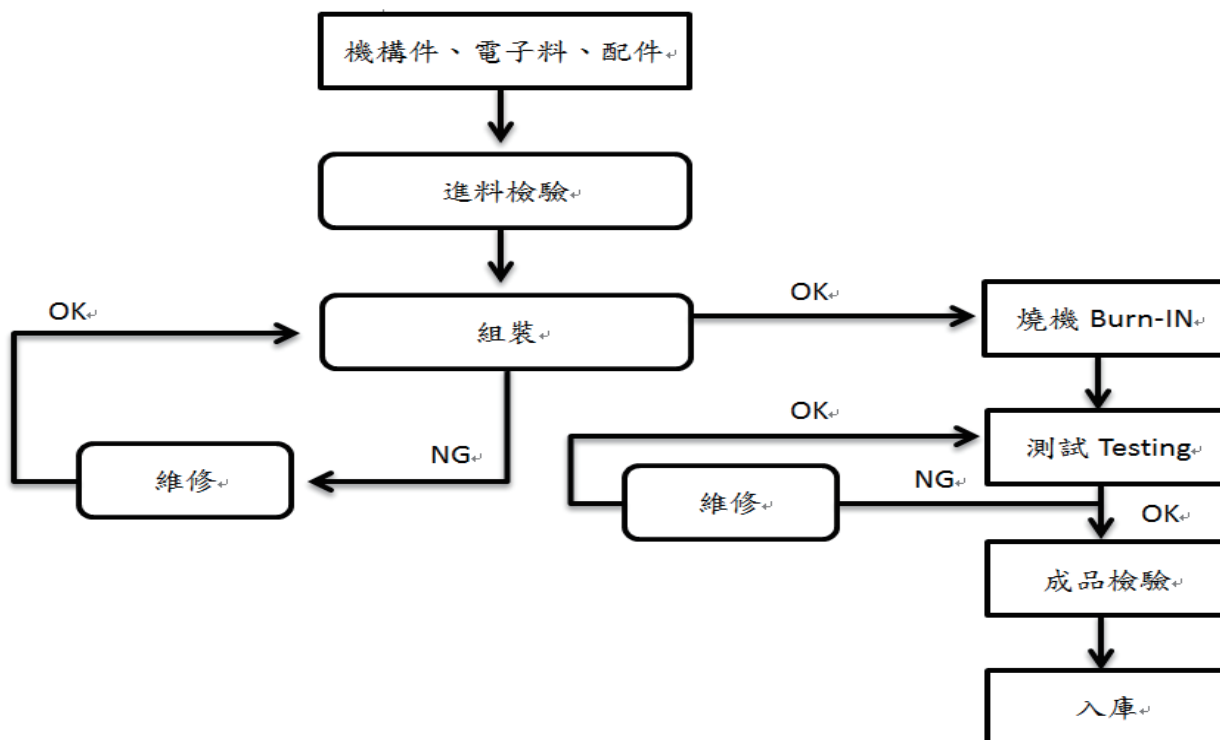 機構件、電子料、配件
進料檢驗
OK
OK
組裝
燒機 Burn-IN
OK
測試 Testing
NG
維修
NG
維修
OK
成品檢驗
入庫